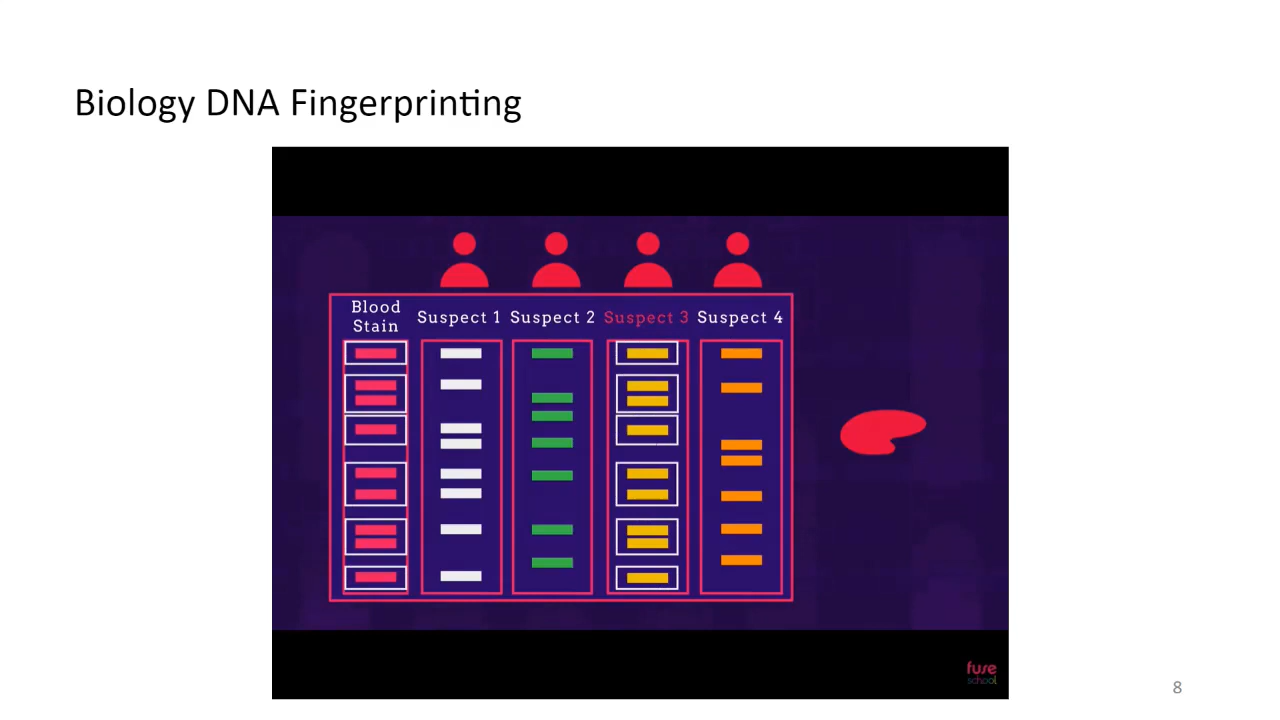 Biology DNA Fingerprinting
Blood
Stain
Suspect 1
Suspect 2
Suspect 3
Suspect 4
fuse
school
8